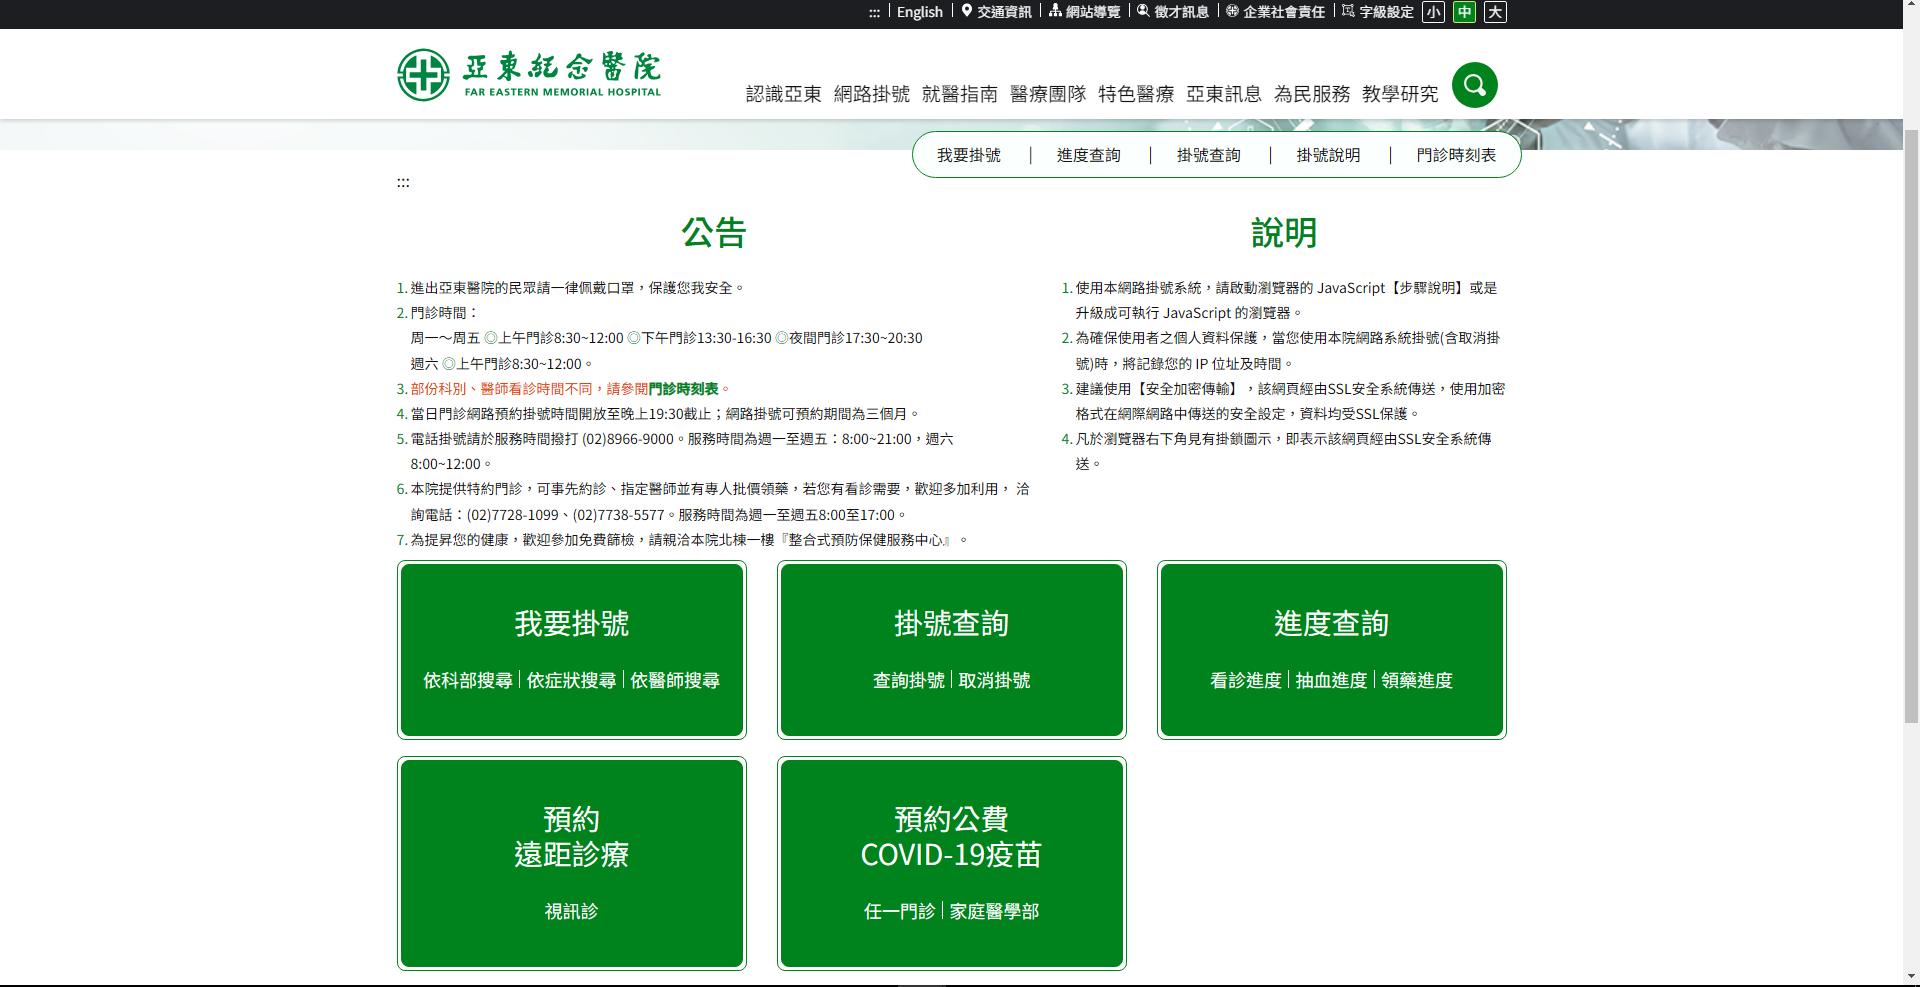 :::
English
交通資訊
網站導覽
徵才訊息
企業社會責任
字級設定 小 中 大
亞東紀念醫院
FAR EASTERN MEMORIAL HOSPITAL
認識亞東 網路掛號 就醫指南 醫療團隊 特色醫療 亞東訊息 為民服務 教學研究
我要掛號 | 進度查詢 | 掛號查詢 | 掛號說明 | 門診時刻表
:::
公告
1. 進出亞東醫院的民眾請一律佩戴口罩，保護您我安全。
2. 門診時間：
周一～周五 ◎上午門診8:30~12:00 ◎下午門診13:30-16:30 ◎夜間門診17:30~20:30
週六 ◎上午門診8:30~12:00。
3. 部份科別、醫師看診時間不同，請參閱門診時刻表。
4. 當日門診網路預約掛號時間開放至晚上19:30截止；網路掛號可預約期間為三個月。
5. 電話掛號請於服務時間撥打 (02)8966-9000。服務時間為週一至週五：8:00~21:00，週六
8:00~12:00。
6. 本院提供特約門診，可事先約診、指定醫師並有專人批價領藥，若您有看診需要，歡迎多加利用， 洽
詢電話：(02)7728-1099、(02)7738-5577。服務時間為週一至週五8:00至17:00。
7. 為提昇您的健康，歡迎參加免費篩檢，請親洽本院北棟一樓『整合式預防保健服務中心』。
說明
1. 使用本網路掛號系統，請啟動瀏覽器的 JavaScript【步驟說明】或是
升級成可執行 JavaScript 的瀏覽器。
2. 為確保使用者之個人資料保護，當您使用本院網路系統掛號(含取消掛
號)時，將記錄您的 IP 位址及時間。
3. 建議使用【安全加密傳輸】，該網頁經由SSL安全系統傳送，使用加密
格式在網際網路中傳送的安全設定，資料均受SSL保護。
4. 凡於瀏覽器右下角見有掛鎖圖示，即表示該網頁經由SSL安全系統傳
送。
我要掛號
依科部搜尋 | 依症狀搜尋 | 依醫師搜尋
掛號查詢
查詢掛號 | 取消掛號
進度查詢
看診進度 | 抽血進度 | 領藥進度
預約
遠距診療
視訊診
預約公費
COVID-19疫苗
任一門診 | 家庭醫學部